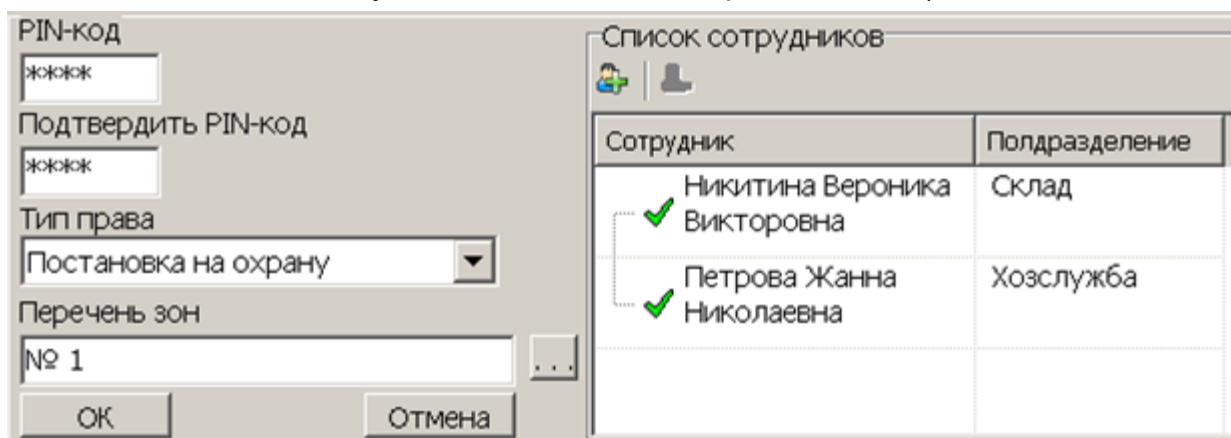 PIN-код
****
Подтвердить PIN-код
****
Тип права
Постановка на охрану
Перечень зон
№ 1
...
ОК
Отмена
Список сотрудников
Сотрудник
Полдразделение
Никитина Вероника
Викторовна
Склад
Петрова Жанна
Николаевна
Хозслужба